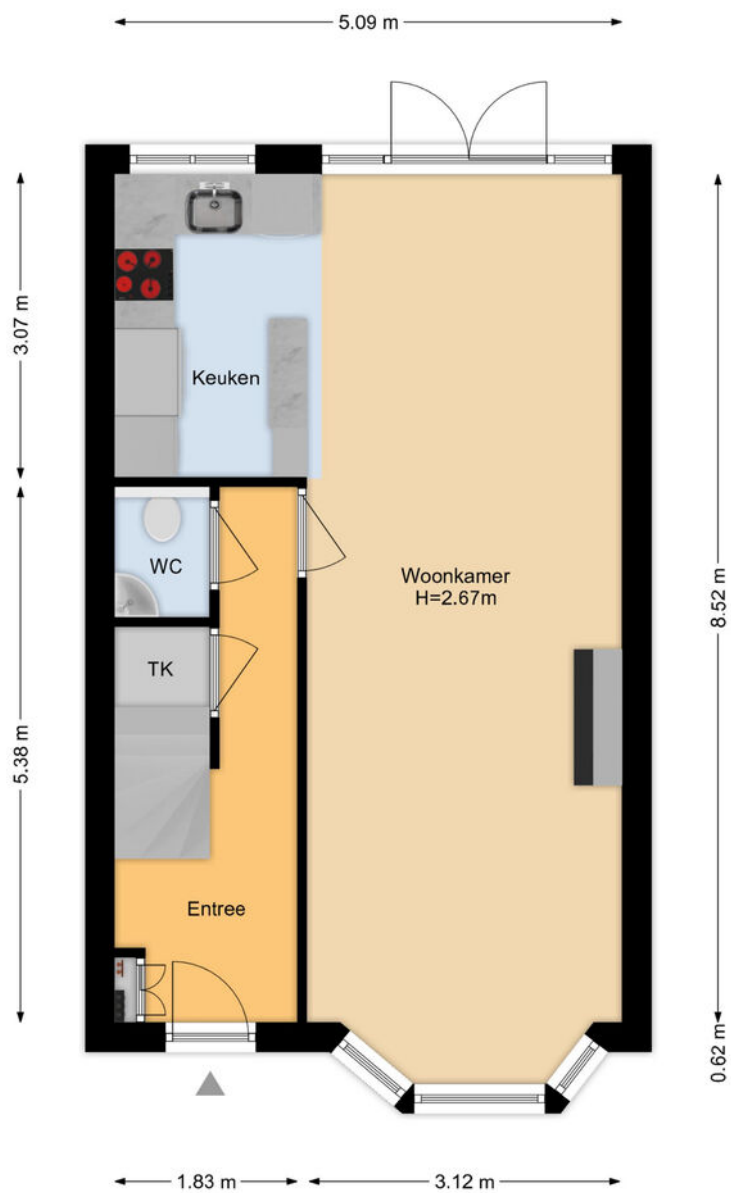 5.09 m
3.07 m
Keuken
WC
Woonkamer
H=2.67m
8.52 m
TK
5.38 m
Entree
0.62 m
1.83 m
3.12 m